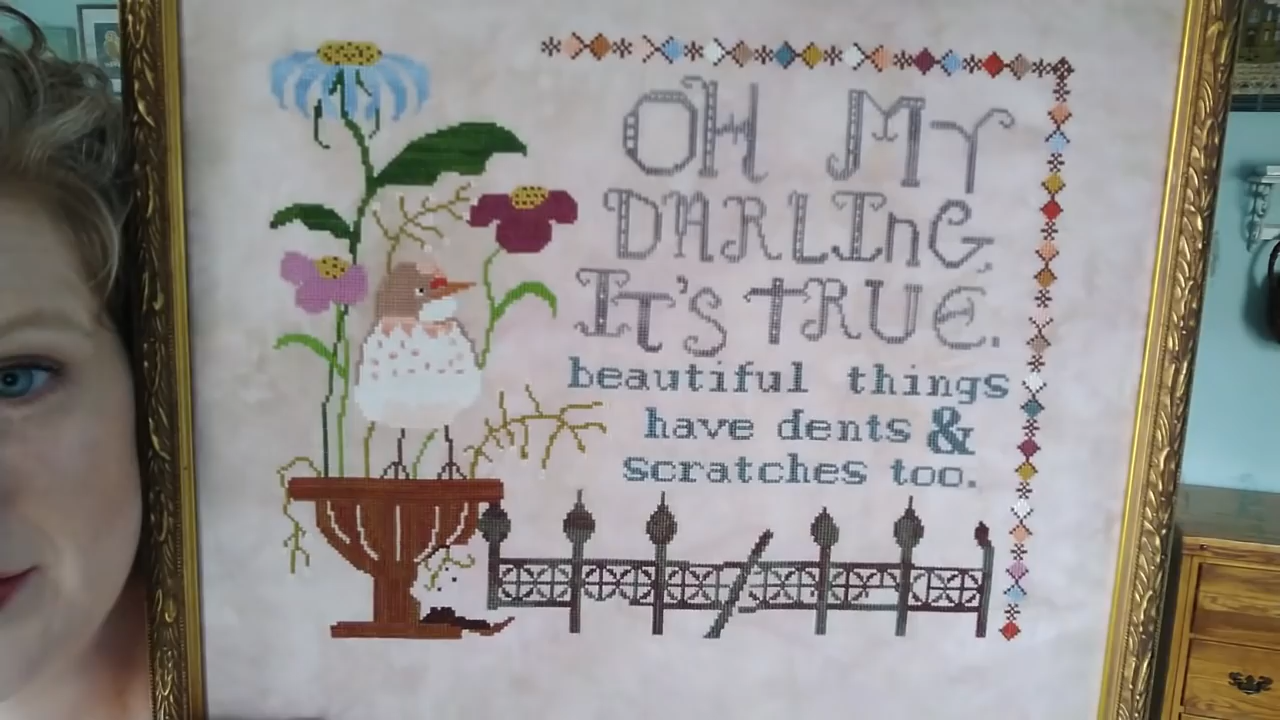 OH MY
DARLInG,
IT'S TRUE.
beautiful things
have dents &
scratches too.